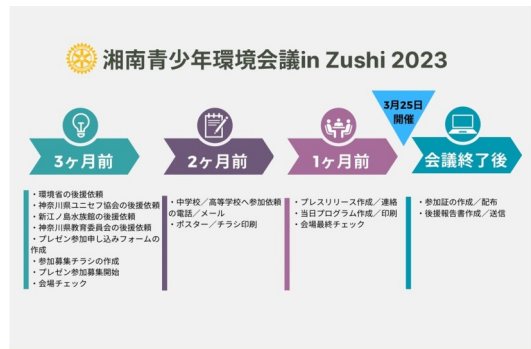 湘南青少年環境会議in Zushi 2023
3月25日
開催
3ヶ月前
2ヶ月前
1ヶ月前
会議終了後
・環境省の後援依頼
・神奈川県ユニセフ協会の後援依頼
・新江ノ島水族館の後援依頼
・神奈川県教育委員会の後援依頼
・プレゼン参加申し込みフォームの
作成
・参加募集チラシの作成
・プレゼン参加募集開始
・会場チェック
・中学校/高等学校へ参加依頼
の電話/メール
・ポスター/チラシ印刷
・プレスリリース作成/連絡
・当日プログラム作成/印刷
・会場最終チェック
・参加証の作成/配布
・後援報告書作成/送信